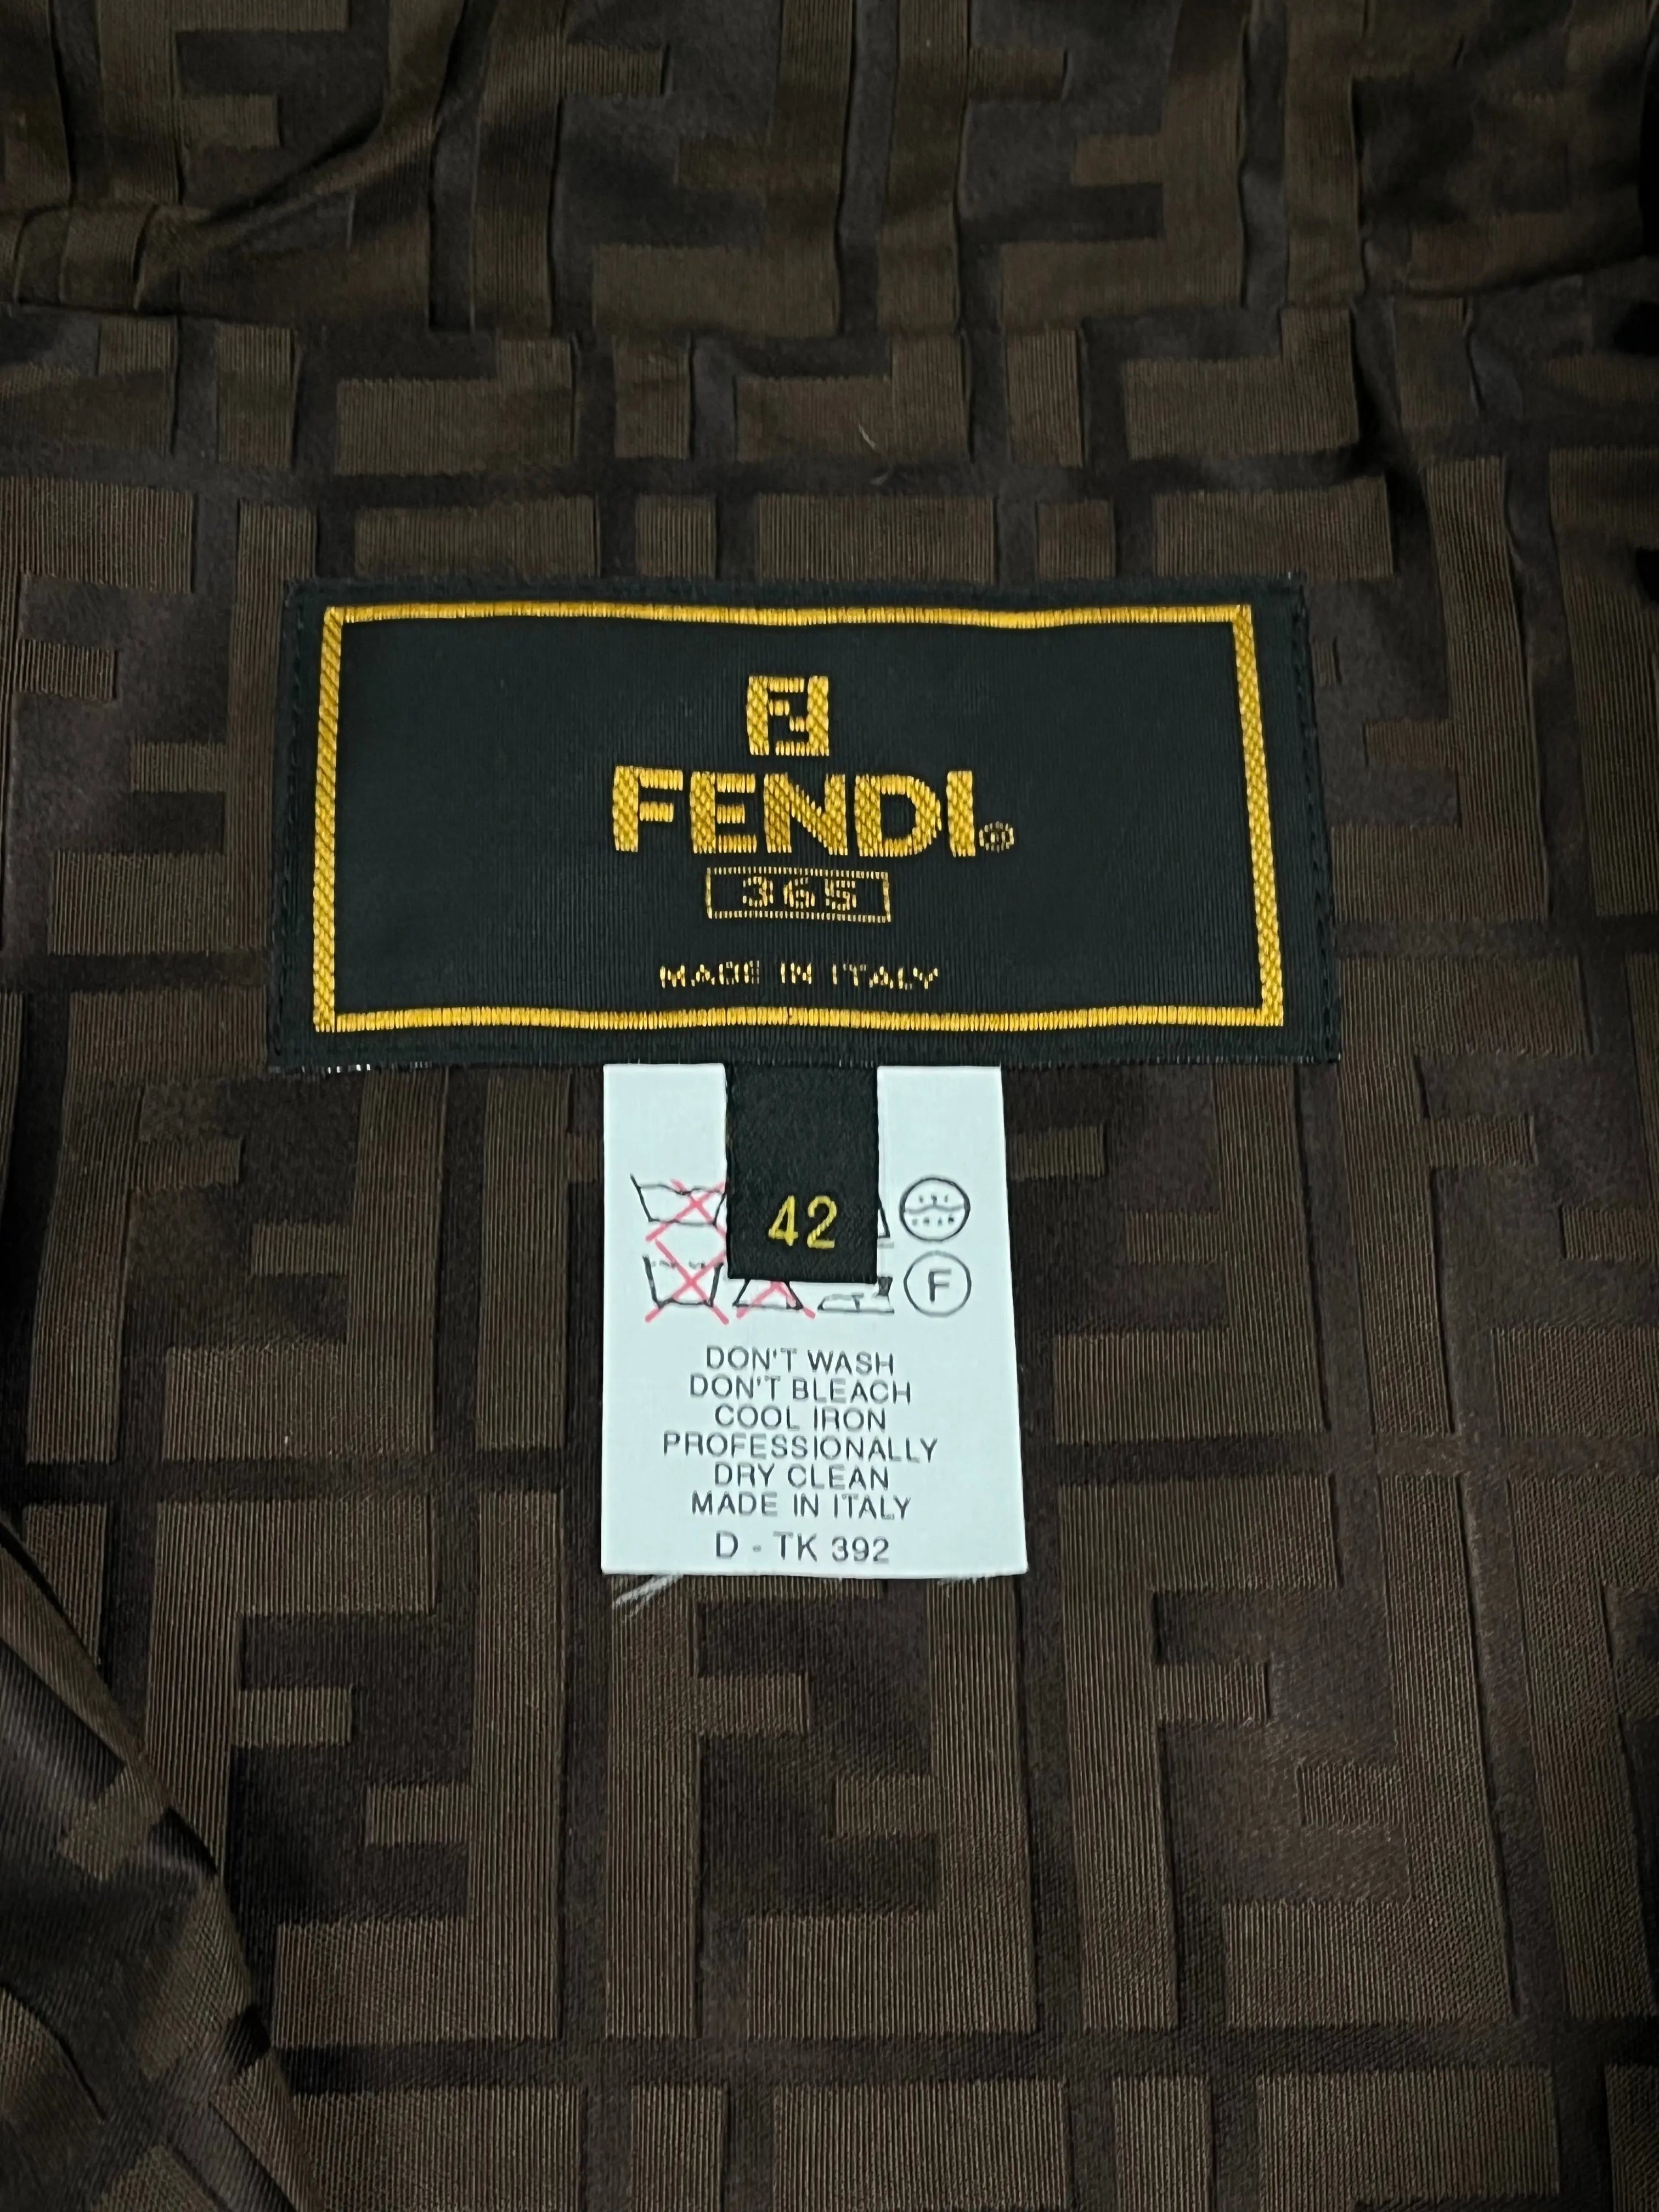 FF
FENDI®
365
MADE IN ITALY
42
F
DON'T WASH
DON'T BLEACH
COOL IRON
PROFESSIONALLY
DRY CLEAN
MADE IN ITALY
D - TK 392